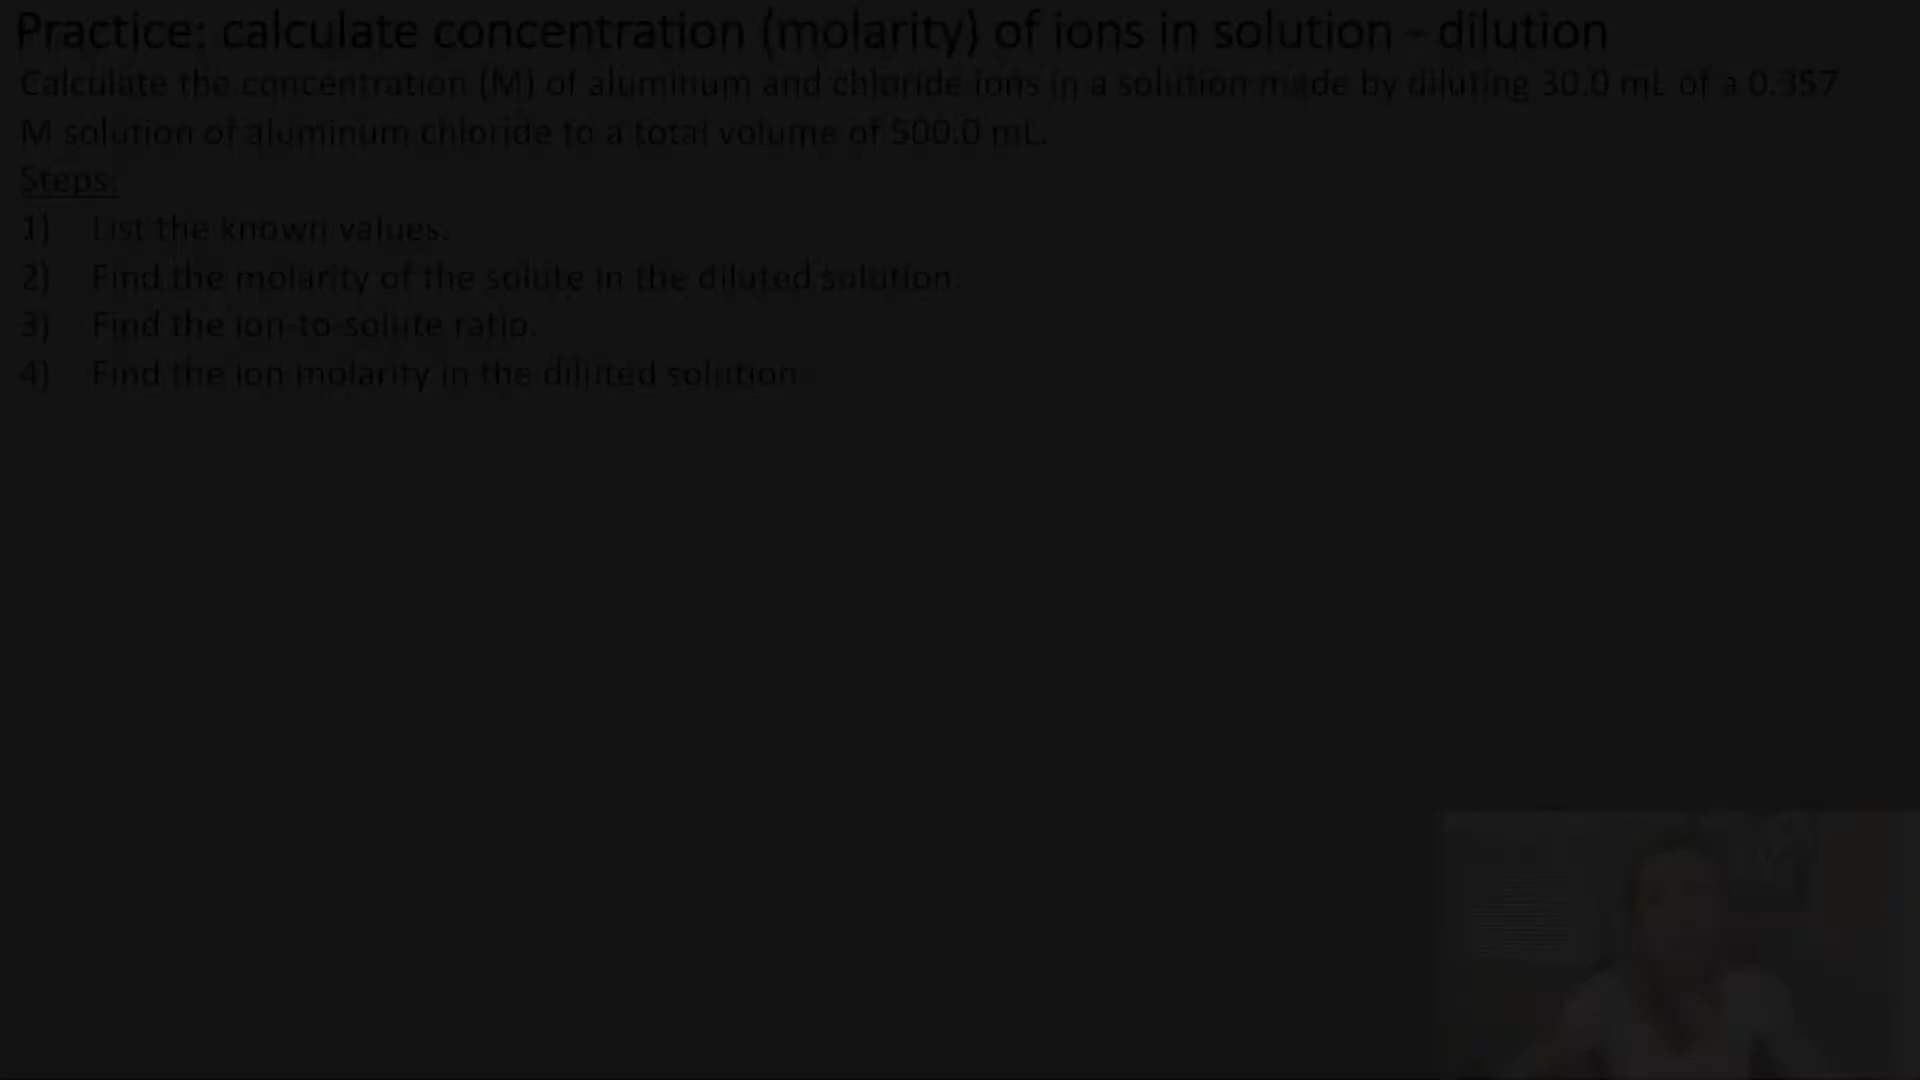 Practice: calculate concentration (molarity) of ions in solution - dilution
Calculate the concentration (M) of aluminum and chloride ions in a solution made by diluting 30.0 mL of a 0.357
M solution of aluminum chloride to a total volume of 500.0 mL.
Steps:
1) List the known values.
2) Find the molarity of the solute in the diluted solution.
3) Find the ion-to-solute ratio.
4) Find the ion molarity in the diluted solution.